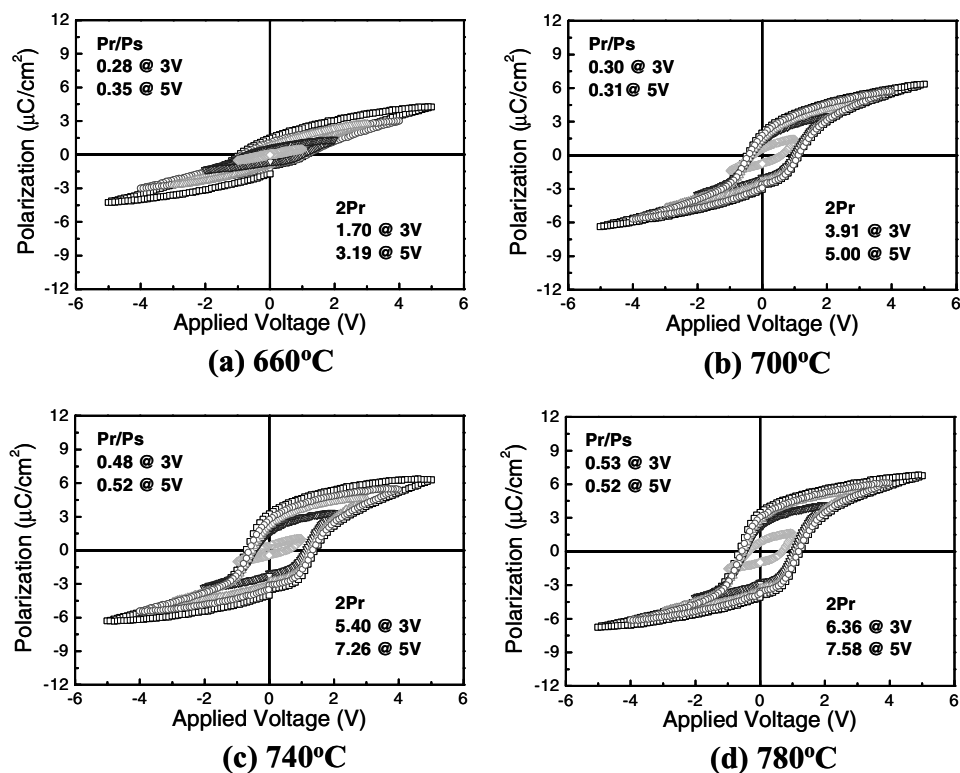 12
9
6
3
0
-3
-6
-9
-12
Polarization (μC/cm²)
Pr/Ps
0.28 @ 3V
0.35 @ 5V
2Pr
1.70 @ 3V
3.19 @ 5V
-6 -4 -2 0 2 4 6
Applied Voltage (V)
(a) 660°C
12
9
6
3
0
-3
-6
-9
-12
Polarization (μC/cm²)
Pr/Ps
0.30 @ 3V
0.31@ 5V
2Pr
3.91 @ 3V
5.00 @ 5V
-6 -4 -2 0 2 4 6
Applied Voltage (V)
(b) 700°C
12
9
6
3
0
-3
-6
-9
-12
Polarization (μC/cm²)
Pr/Ps
0.48 @ 3V
0.52 @ 5V
2Pr
5.40 @ 3V
7.26 @ 5V
-6 -4 -2 0 2 4 6
Applied Voltage (V)
(c) 740°C
12
9
6
3
0
-3
-6
-9
-12
Polarization (μC/cm²)
Pr/Ps
0.53 @ 3V
0.52 @ 5V
2Pr
6.36 @ 3V
7.58 @ 5V
-6 -4 -2 0 2 4 6
Applied Voltage (V)
(d) 780°C